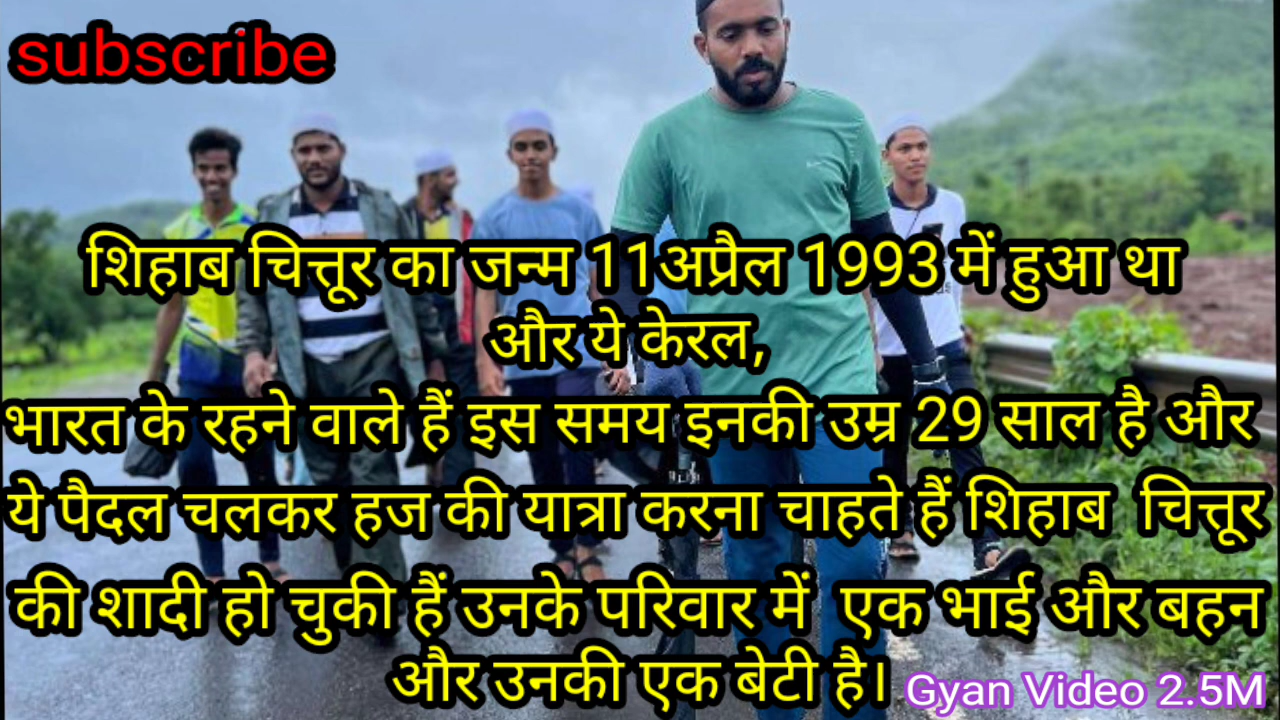 subscribe
शिहाब चित्तूर का जन्म 11अप्रैल 1993 में हुआ था
और ये केरल,
भारत के रहने वाले हैं इस समय इनकी उम्र 29 साल है और
ये पैदल चलकर हज की यात्रा करना चाहते हैं शिहाब चित्तूर
की शादी हो चुकी हैं उनके परिवार में एक भाई और बहन
और उनकी एक बेटी है।
Gyan Video 2.5M